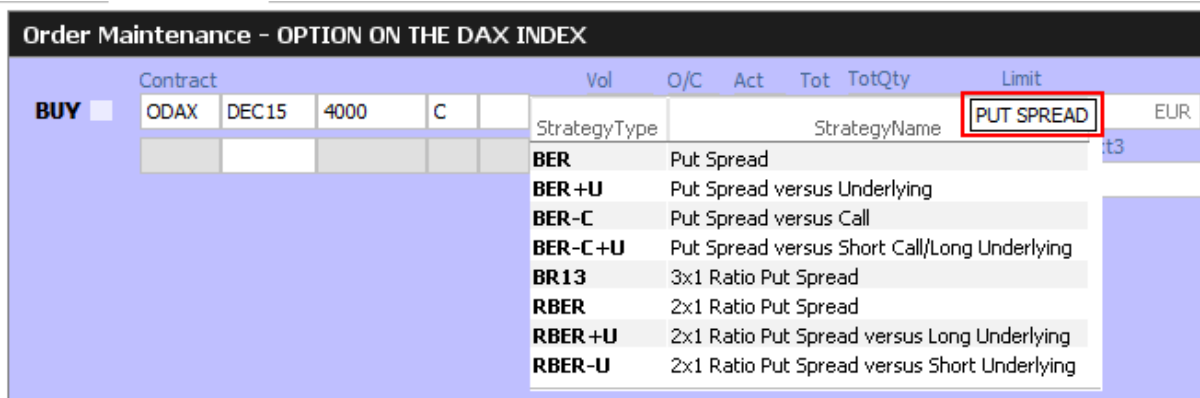 Order Maintenance - OPTION ON THE DAX INDEX
Contract Vol O/C Act Tot TotQty Limit
BUY ODAX DEC15 4000 C PUT SPREAD EUR
StrategyType StrategyName
xt3
BER Put Spread
BER+U Put Spread versus Underlying
BER-C Put Spread versus Call
BER-C+U Put Spread versus Short Call/Long Underlying
BR13 3x1 Ratio Put Spread
RBER 2x1 Ratio Put Spread
RBER+U 2x1 Ratio Put Spread versus Long Underlying
RBER-U 2x1 Ratio Put Spread versus Short Underlying